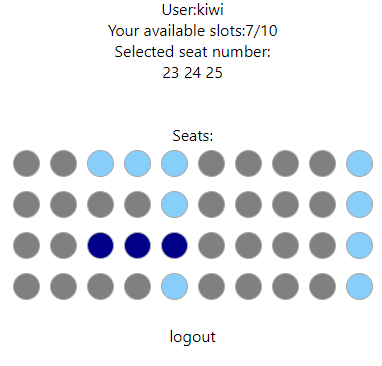 User:kiwi
Your available slots:7/10
Selected seat number:
23 24 25
Seats:
logout